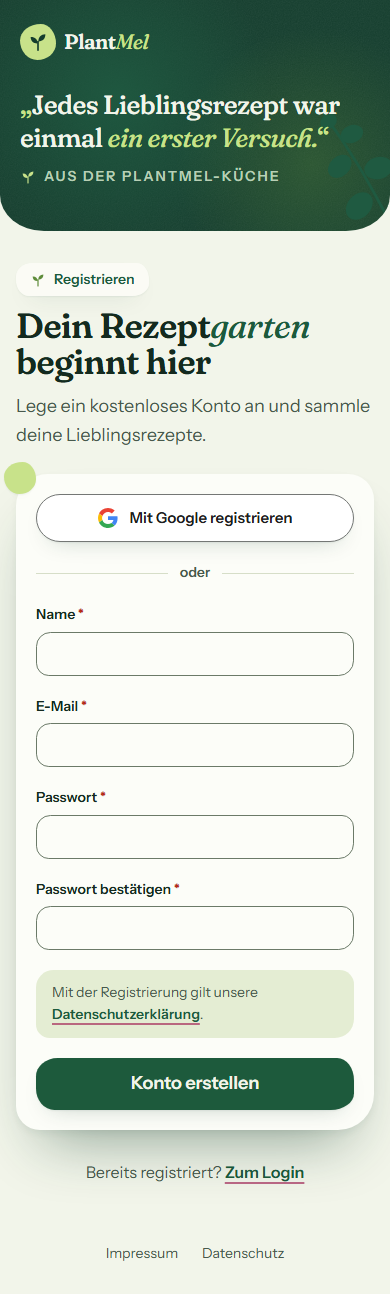 PlantMel
„Jedes Lieblingsrezept war
einmal ein erster Versuch.“
AUS DER PLANTMEL-KÜCHE
Registrieren
Dein Rezeptgarten
beginnt hier
Lege ein kostenloses Konto an und sammle
deine Lieblingsrezepte.
Mit Google registrieren
oder
Name *
E-Mail *
Passwort *
Passwort bestätigen *
Mit der Registrierung gilt unsere
Datenschutzerklärung.
Konto erstellen
Bereits registriert? Zum Login
Impressum Datenschutz